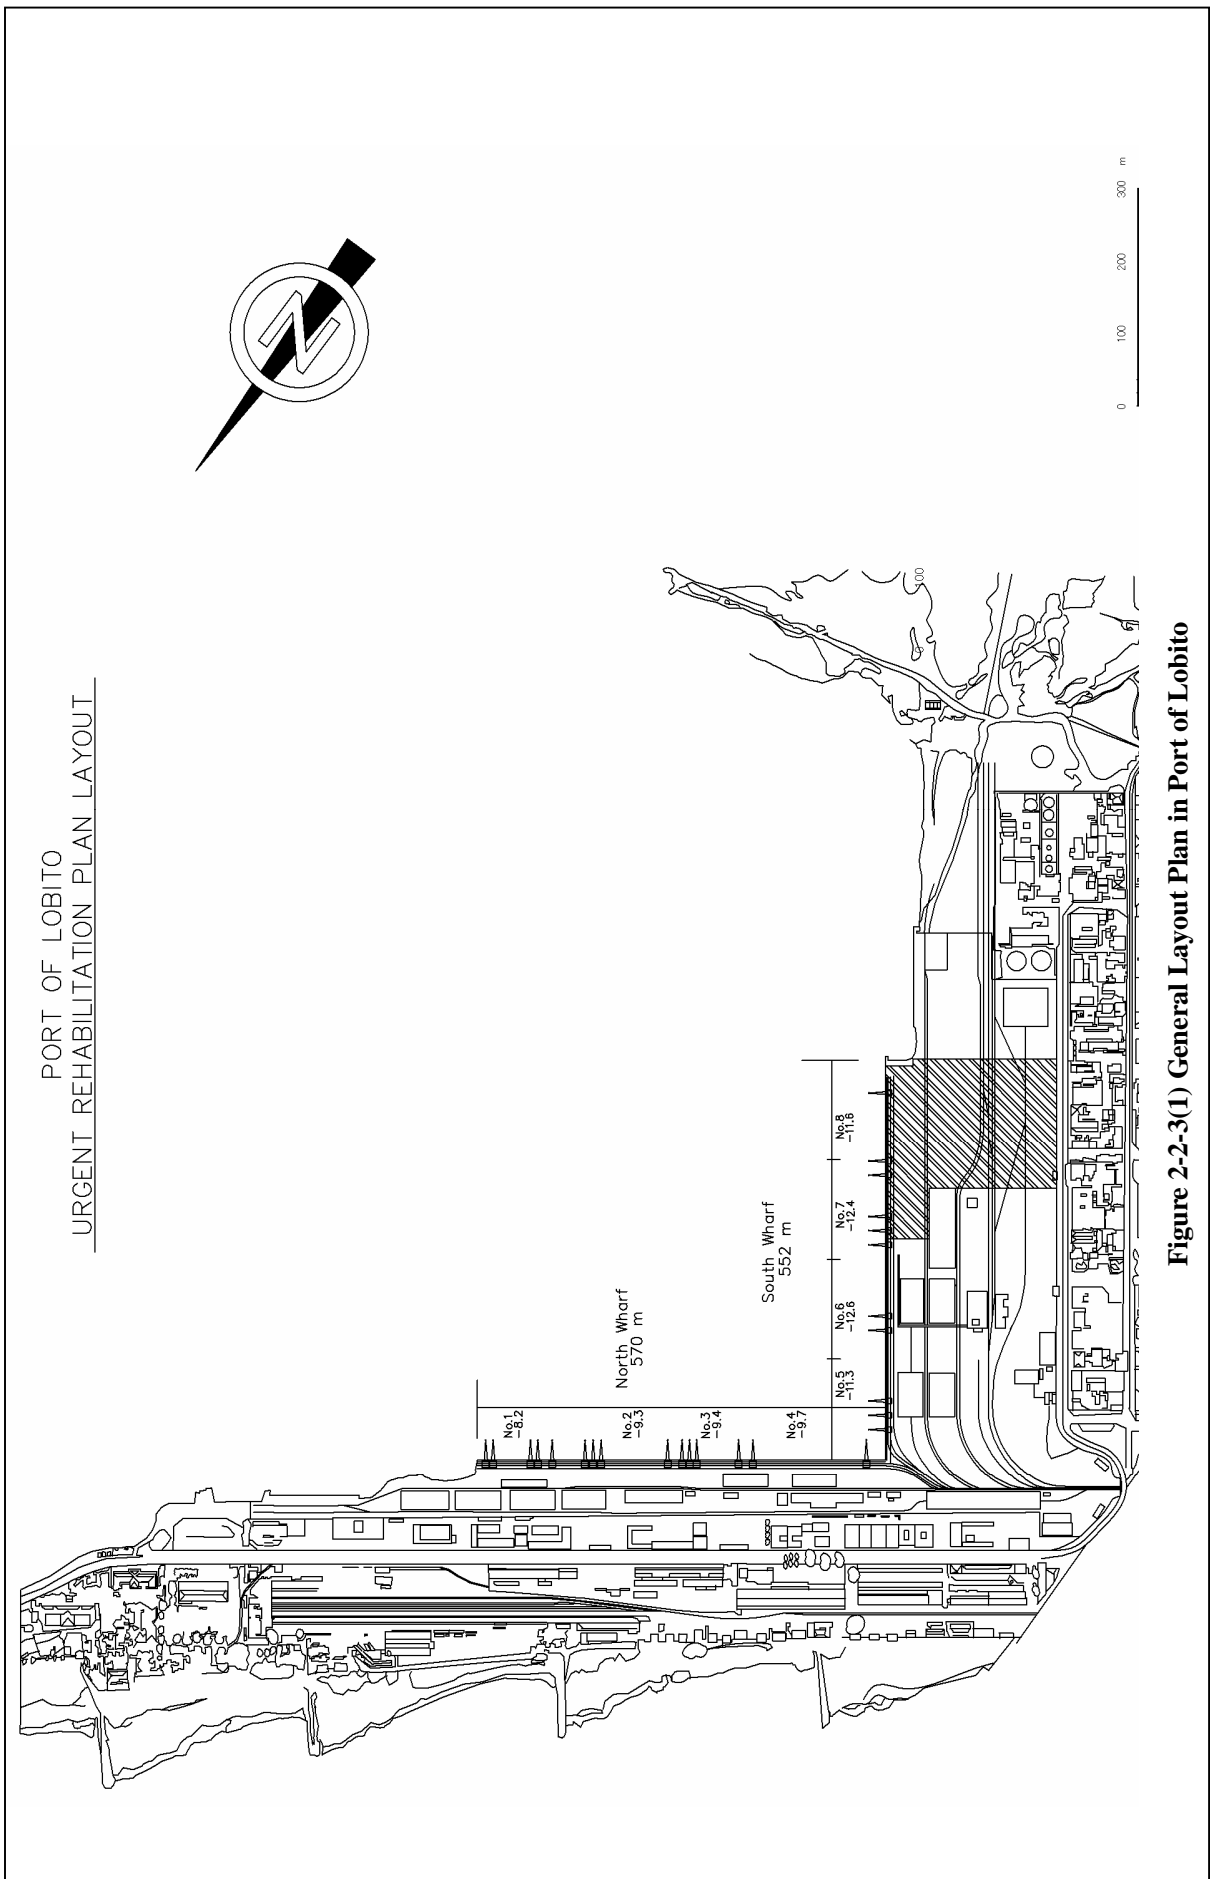 PORT OF LOBITO
URGENT REHABILITATION PLAN LAYOUT
N
North Wharf
570 m
South Wharf
552 m
No.1
-8.2
No.2
-9.3
No.3
-9.4
No.4
-9.7
No.5
-11.3
No.6
-12.6
No.7
-12.4
No.8
-11.6
0 100 200 300 m
Figure 2-2-3(1) General Layout Plan in Port of Lobito